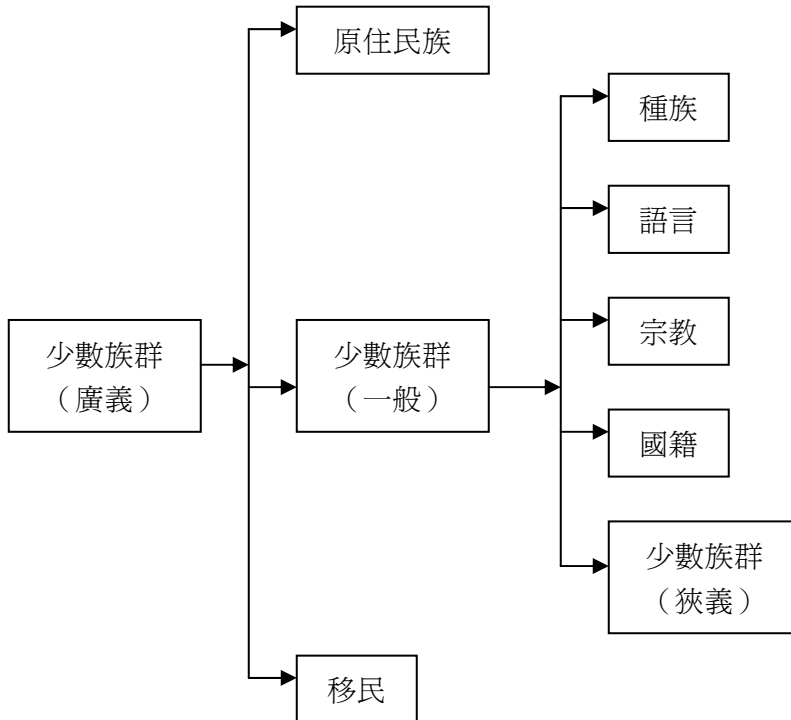 原住民族
種族
語言
宗教
少數族群
（廣義）
少數族群
（一般）
國籍
少數族群
（狹義）
移民